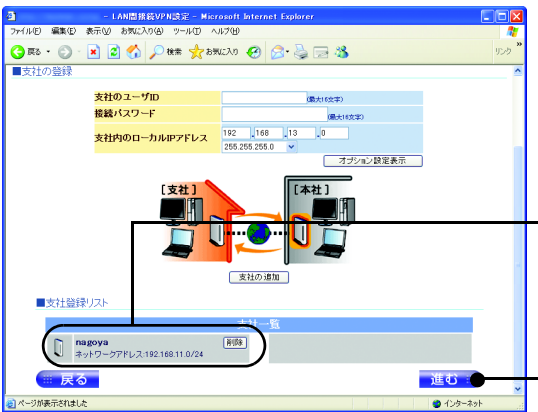 - LAN間接続VPN設定 - Microsoft Internet Explorer
ファイル(F) 編集(E) 表示(V) お気に入り(A) ツール(T) ヘルプ(H)
戻る 検索 お気に入り リンク »
■支社の登録
支社のユーザID (最大16文字)
接続パスワード (最大16文字)
支社内のローカルIPアドレス 192 .168 .13 .0
255.255.255.0
オプション設定表示
[支社] [本社]
支社の追加
■支社登録リスト
支社一覧
nagoya 削除
ネットワークアドレス:192.168.11.0/24
戻る 進む
ページが表示されました インターネット